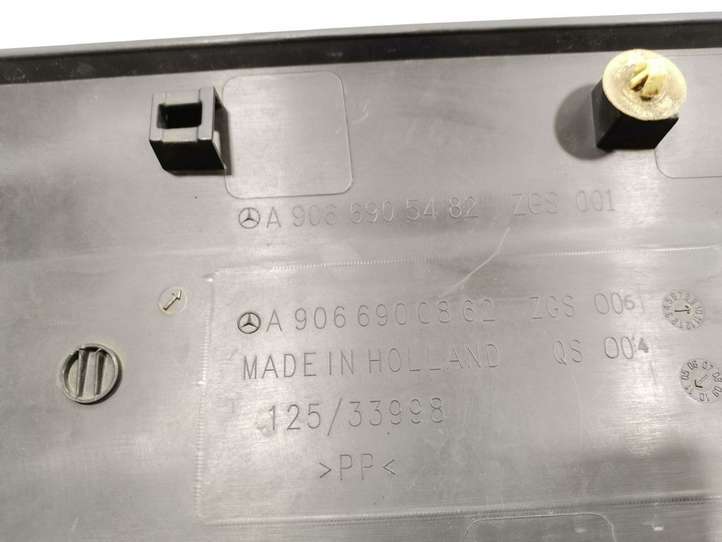 A 906 690 54 82 ZGS 001
A 906 690 08 62 ZGS 006
MADE IN HOLLAND QS 004
125/33998
>PP<